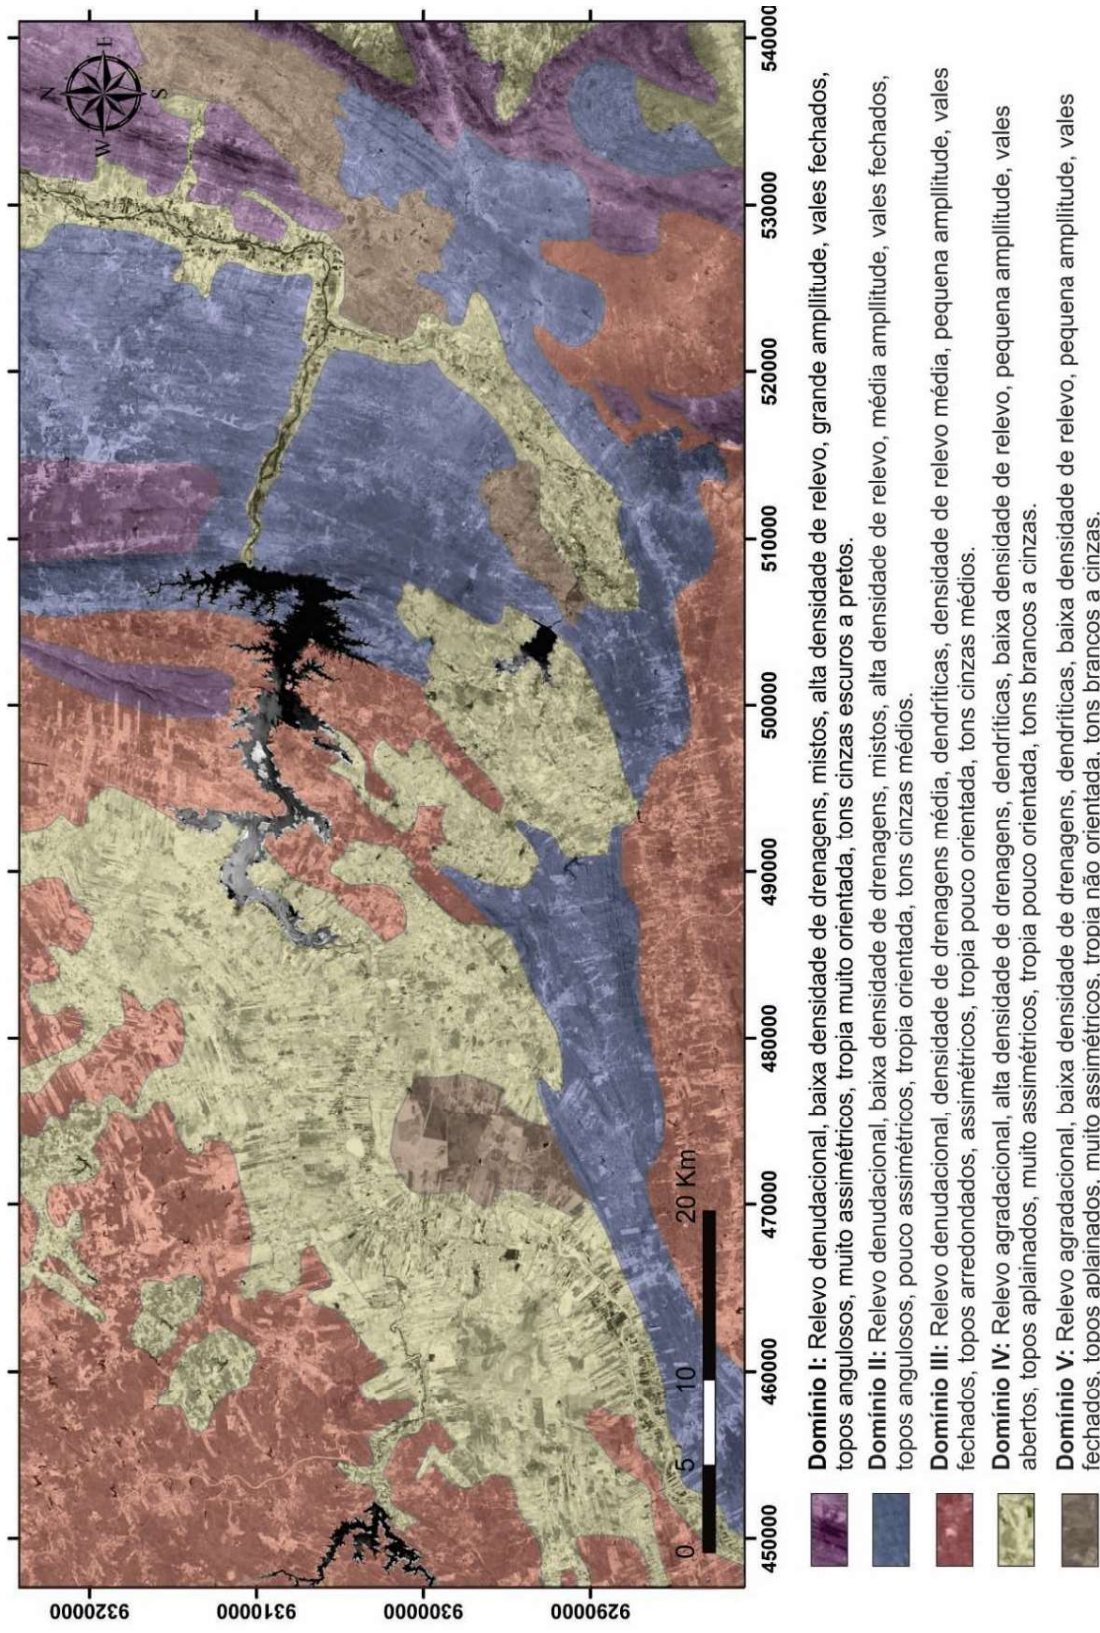 9320000
9310000
9300000
9290000
N
E
S
W
0
5
10
20 Km
450000
460000
470000
480000
490000
500000
510000
520000
530000
540000
Domínio I: Relevo denudacional, baixa densidade de drenagens, mistos, alta densidade de relevo, grande ampllitude, vales fechados,
topos angulosos, muito assimétricos, tropia muito orientada, tons cinzas escuros a pretos.
Domínio II: Relevo denudacional, baixa densidade de drenagens, mistos, alta densidade de relevo, média ampllitude, vales fechados,
topos angulosos, pouco assimétricos, tropia orientada, tons cinzas médios.
Domínio III: Relevo denudacional, densidade de drenagens média, dendríticas, densidade de relevo média, pequena ampllitude, vales
fechados, topos arredondados, assimétricos, tropia pouco orientada, tons cinzas médios.
Domínio IV: Relevo agradacional, alta densidade de drenagens, dendríticas, baixa densidade de relevo, pequena ampllitude, vales
abertos, topos aplainados, muito assimétricos, tropia pouco orientada, tons brancos a cinzas.
Domínio V: Relevo agradacional, baixa densidade de drenagens, dendríticas, baixa densidade de relevo, pequena ampllitude, vales
fechados, topos aplainados, muito assimétricos, tropia não orientada, tons brancos a cinzas.